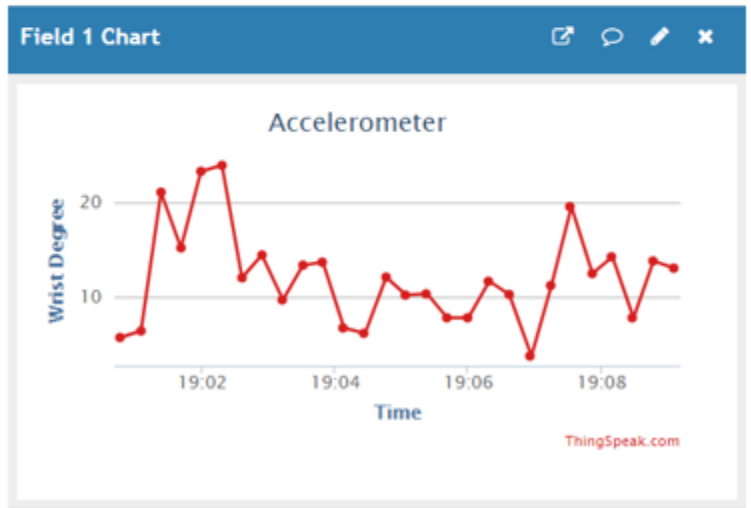 Field 1 Chart
Accelerometer
Wrist Degree
20
10
19:02 19:04 19:06 19:08
Time
ThingSpeak.com